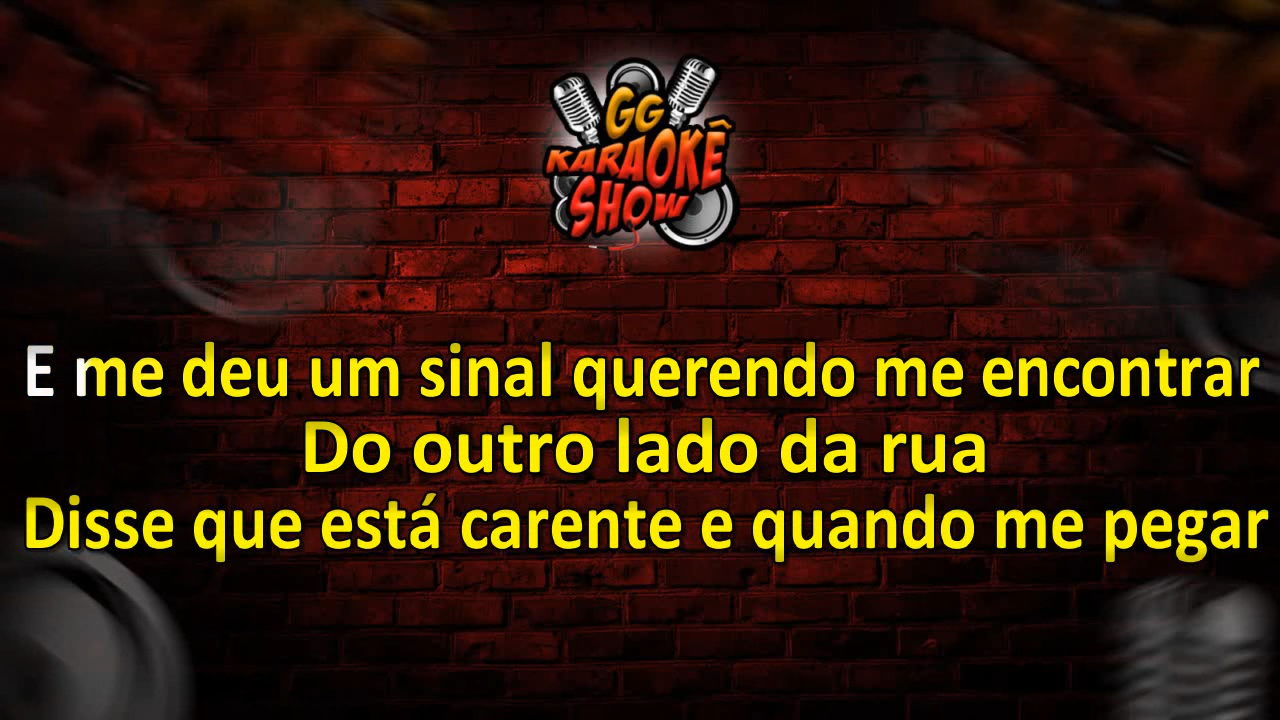 GG
KARAOKÊ
SHOW
E me deu um sinal querendo me encontrar
Do outro lado da rua
Disse que está carente e quando me pegar